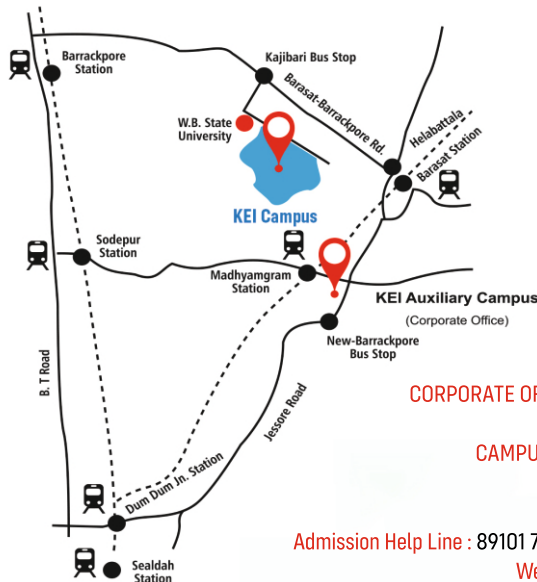 Barrackpore
Station
Kajibari Bus Stop
Barasat-Barrackpore Rd.
W.B. State
University
Helabattala
Barasat Station
KEI Campus
Sodepur
Station
Madhyamgram
Station
KEI Auxiliary Campus
(Corporate Office)
New-Barrackpore
Bus Stop
B. T Road
Jessore Road
CORPORATE OF
CAMPU
Dum Dum Jn. Station
Admission Help Line : 89101 7
We
Sealdah
Station